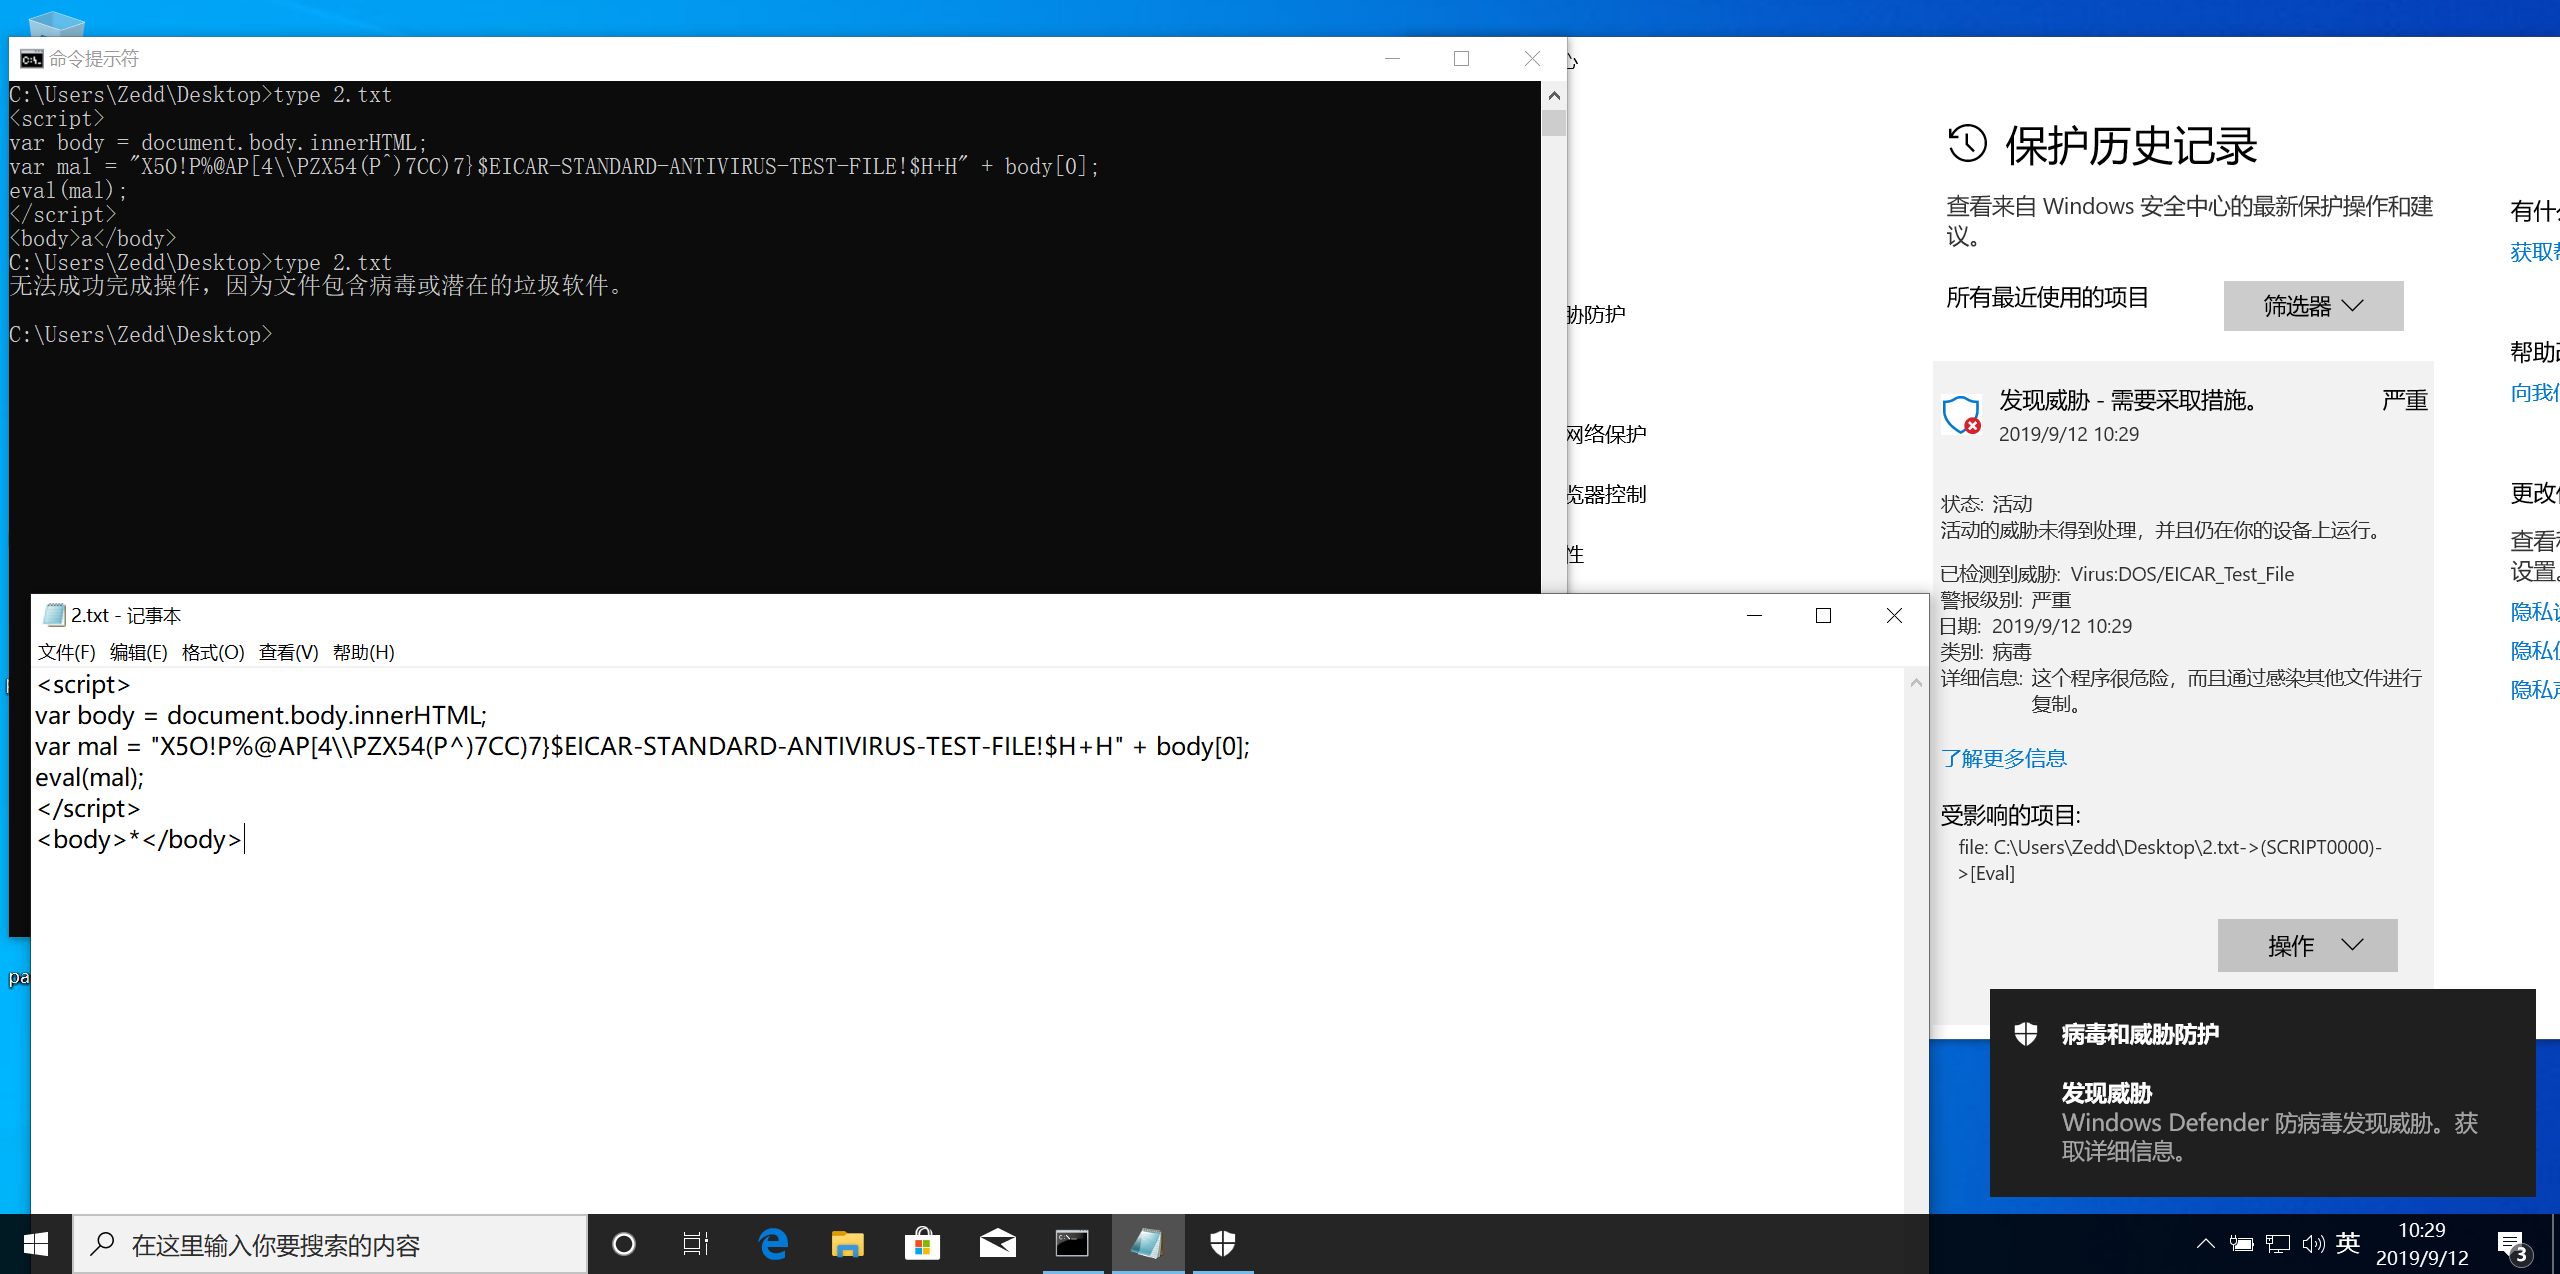 命令提示符
C:\Users\Zedd\Desktop>type 2.txt
<script>
var body = document.body.innerHTML;
var mal = "X5O!P%@AP[4\\PZX54(P^)7CC)7}$EICAR-STANDARD-ANTIVIRUS-TEST-FILE!$H+H" + body[0];
eval(mal);
</script>
<body>a</body>
C:\Users\Zedd\Desktop>type 2.txt
无法成功完成操作，因为文件包含病毒或潜在的垃圾软件。
C:\Users\Zedd\Desktop>
2.txt - 记事本
文件(F) 编辑(E) 格式(O) 查看(V) 帮助(H)
<script>
var body = document.body.innerHTML;
var mal = "X5O!P%@AP[4\\PZX54(P^)7CC)7}$EICAR-STANDARD-ANTIVIRUS-TEST-FILE!$H+H" + body[0];
eval(mal);
</script>
<body>*</body>
心
胁防护
网络保护
览器控制
性
保护历史记录
查看来自 Windows 安全中心的最新保护操作和建
议。
所有最近使用的项目
筛选器
发现威胁 - 需要采取措施。
严重
2019/9/12 10:29
状态: 活动
活动的威胁未得到处理，并且仍在你的设备上运行。
已检测到威胁: Virus:DOS/EICAR_Test_File
警报级别: 严重
日期: 2019/9/12 10:29
类别: 病毒
详细信息: 这个程序很危险，而且通过感染其他文件进行
复制。
了解更多信息
受影响的项目:
file: C:\Users\Zedd\Desktop\2.txt->(SCRIPT0000)-
>[Eval]
操作
有什
获取
帮助
向我
更改
查看
设置。
隐私
隐私
隐私
病毒和威胁防护
发现威胁
Windows Defender 防病毒发现威胁。获
取详细信息。
pa
在这里输入你要搜索的内容
英
10:29
2019/9/12
3